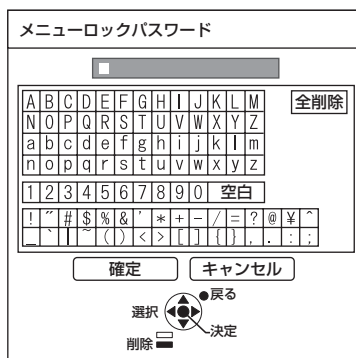 メニューロックパスワード
A B C D E F G H I J K L M 全削除
N O P Q R S T U V W X Y Z
a b c d e f g h i j k l m
n o p q r s t u v w x y z
1 2 3 4 5 6 7 8 9 0 空白
! ˝ # $ % & ' * + - / = ? @ ¥ ^
_ ` | ~ ( ) < > [ ] { } , . : ;
確定 キャンセル
戻る
選択
決定
削除